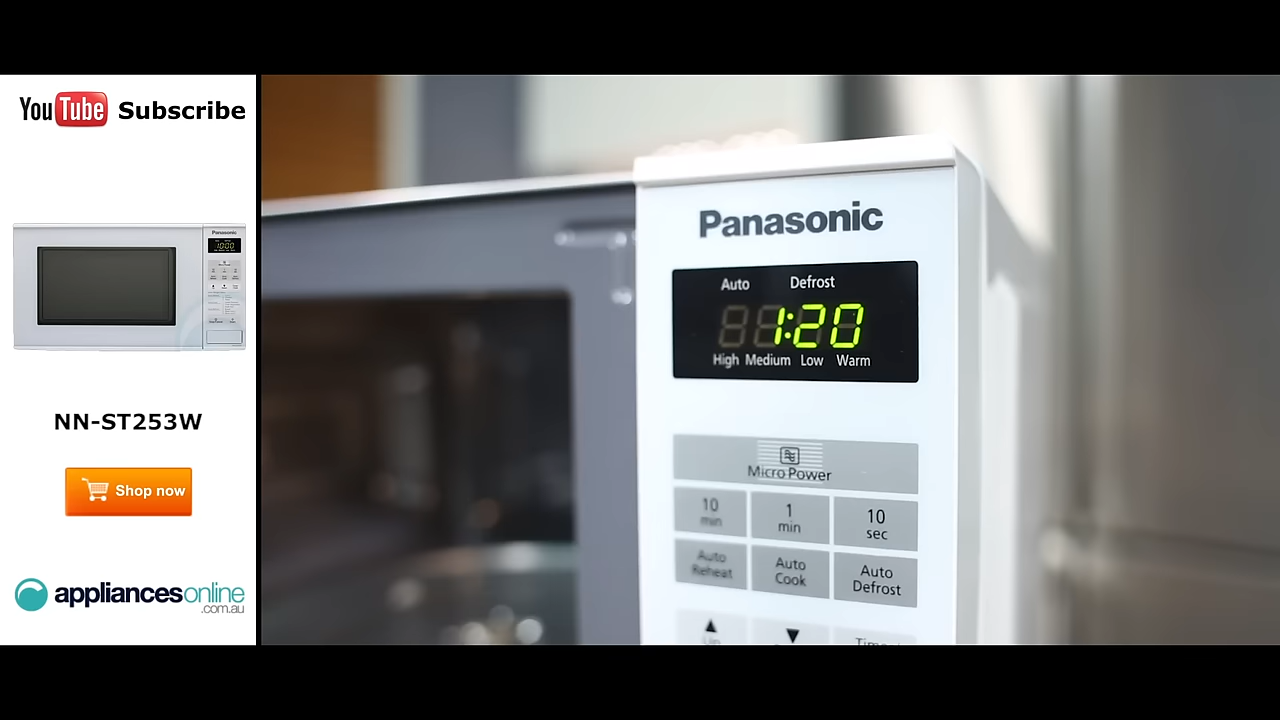 YouTube Subscribe
Panasonic
NN-ST253W
Shop now
appliancesonline
.com.au
Panasonic
Auto Defrost
1:20
High Medium Low Warm
Micro Power
10 min
1 min
10 sec
Auto Reheat
Auto Cook
Auto Defrost